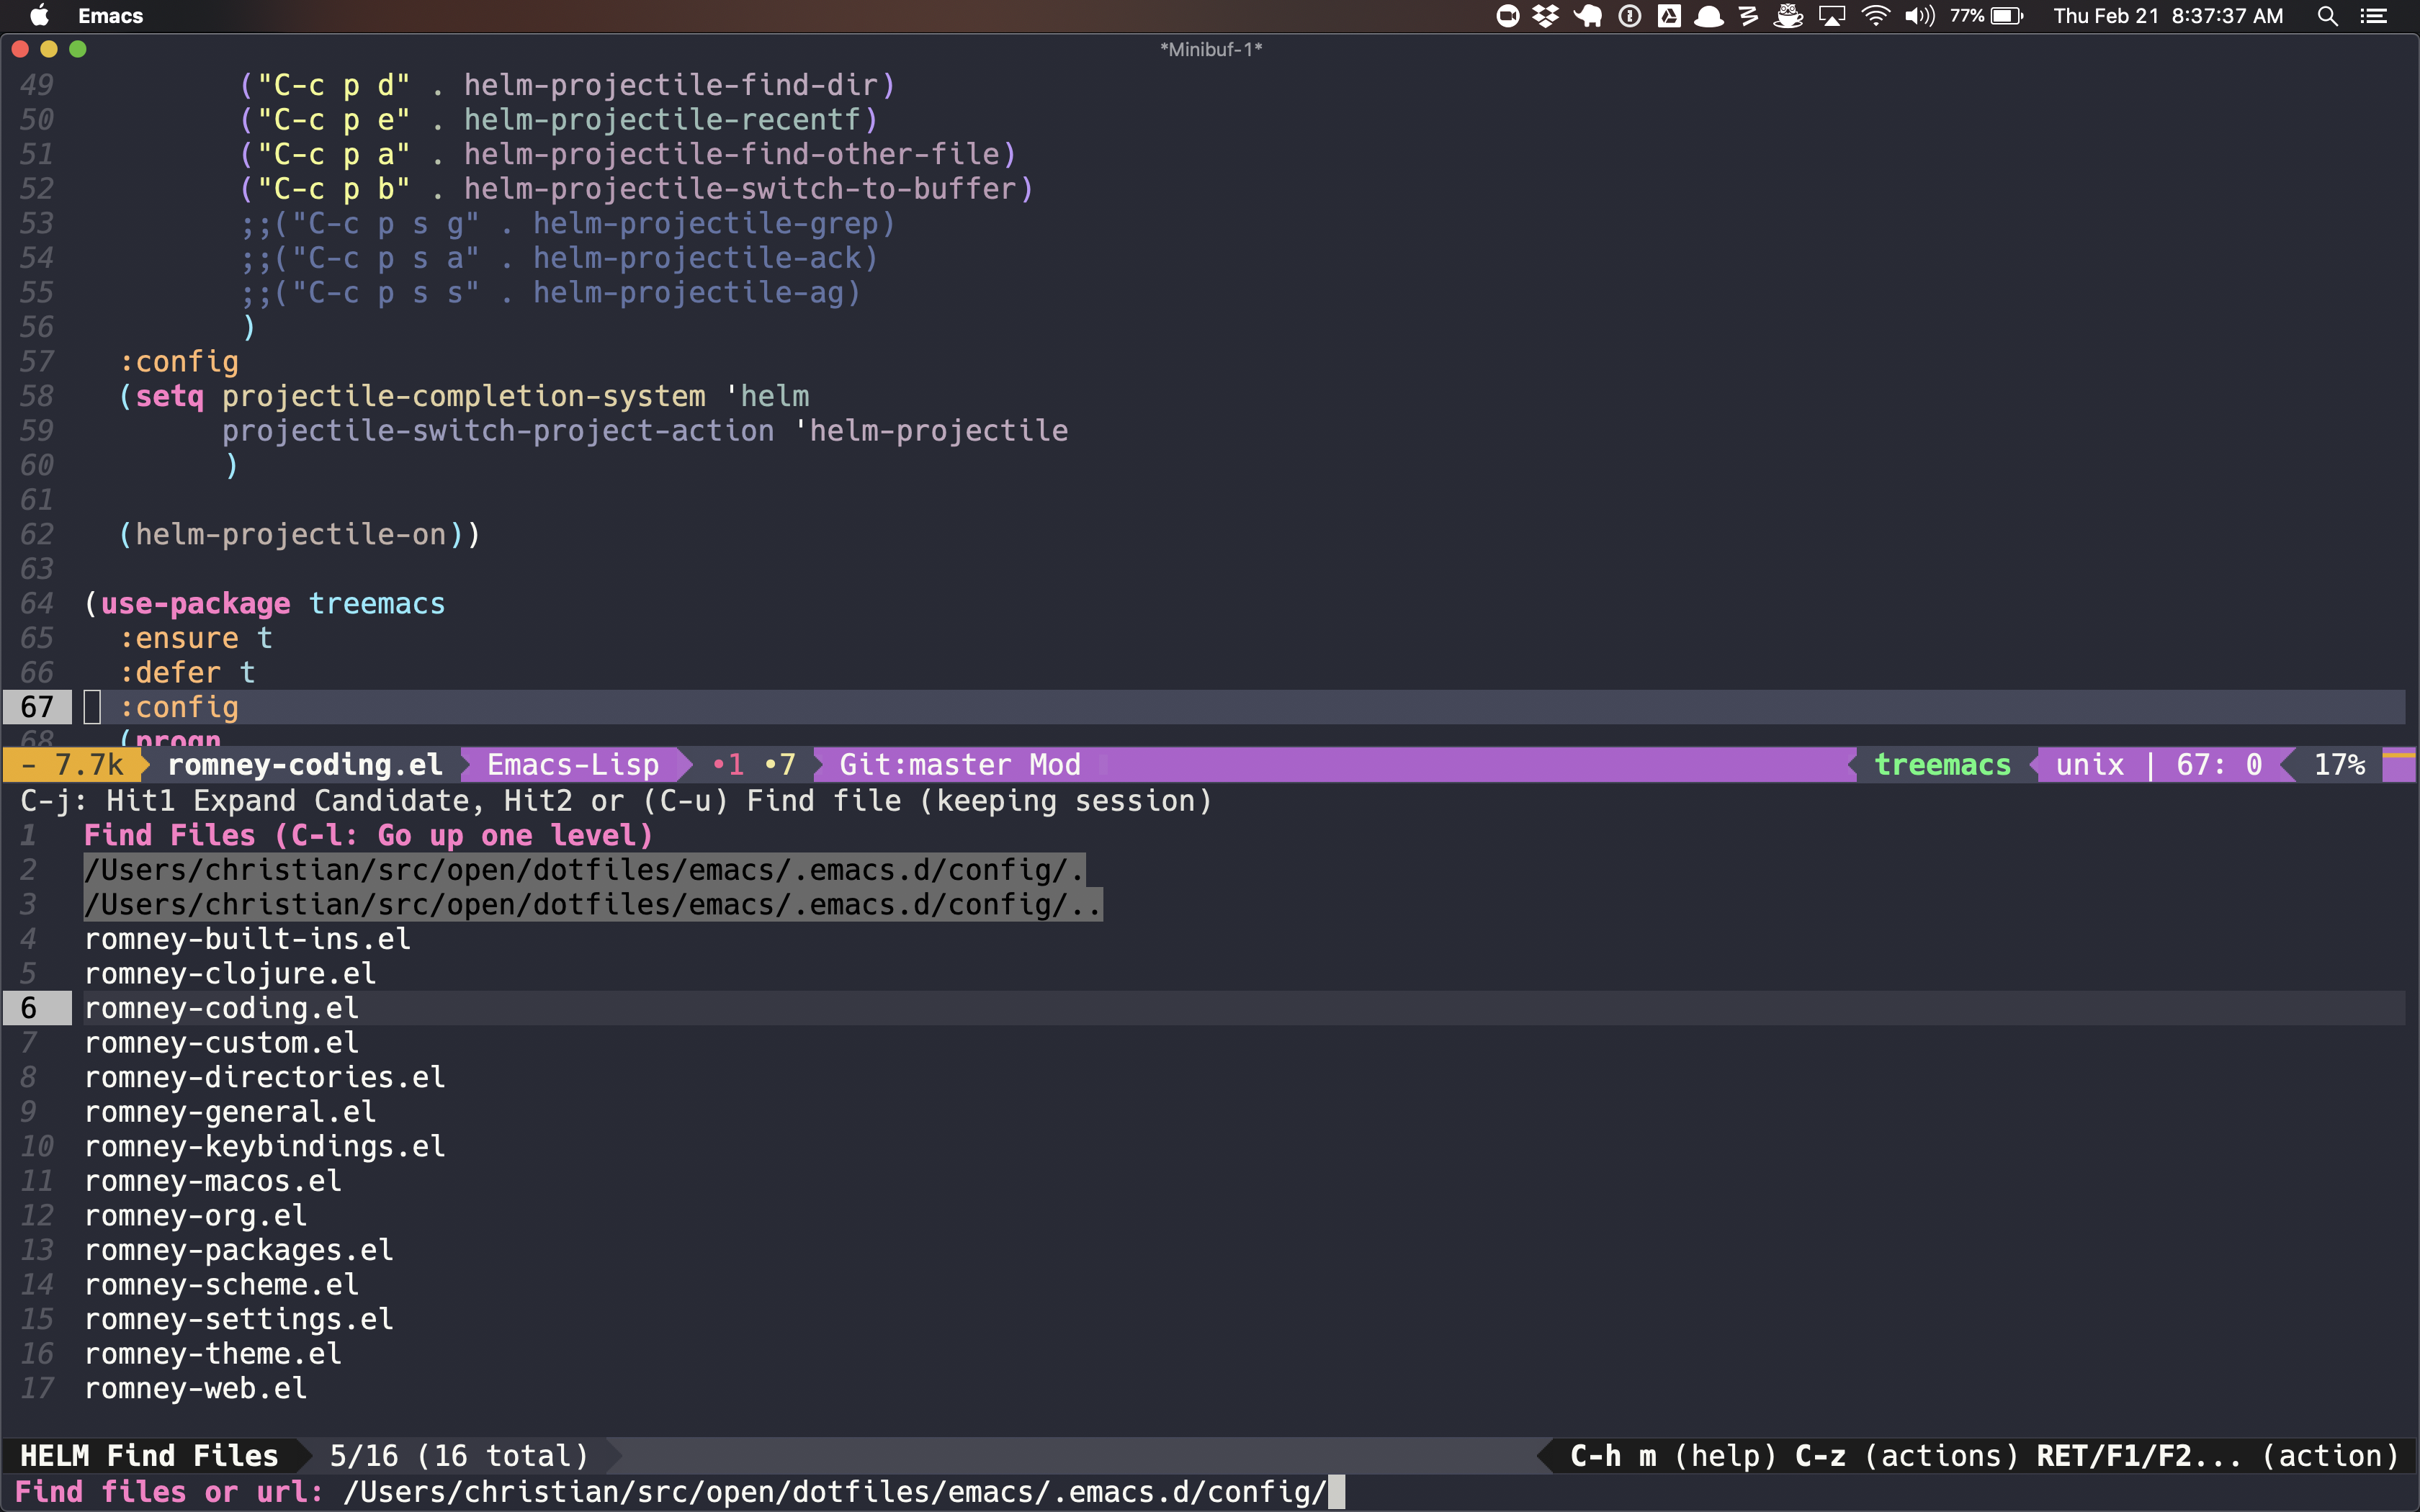 Emacs 77% Thu Feb 21 8:37:37 AM
*Minibuf-1*
49 ("C-c p d" . helm-projectile-find-dir)
50 ("C-c p e" . helm-projectile-recentf)
51 ("C-c p a" . helm-projectile-find-other-file)
52 ("C-c p b" . helm-projectile-switch-to-buffer)
53 ;;("C-c p s g" . helm-projectile-grep)
54 ;;("C-c p s a" . helm-projectile-ack)
55 ;;("C-c p s s" . helm-projectile-ag)
56 )
57 :config
58 (setq projectile-completion-system 'helm
59 projectile-switch-project-action 'helm-projectile
60 )
61
62 (helm-projectile-on))
63
64 (use-package treemacs
65 :ensure t
66 :defer t
67 :config
68 (progn
- 7.7k romney-coding.el Emacs-Lisp •1 •7 Git:master Mod treemacs unix | 67: 0 17%
C-j: Hit1 Expand Candidate, Hit2 or (C-u) Find file (keeping session)
1 Find Files (C-l: Go up one level)
2 /Users/christian/src/open/dotfiles/emacs/.emacs.d/config/.
3 /Users/christian/src/open/dotfiles/emacs/.emacs.d/config/..
4 romney-built-ins.el
5 romney-clojure.el
6 romney-coding.el
7 romney-custom.el
8 romney-directories.el
9 romney-general.el
10 romney-keybindings.el
11 romney-macos.el
12 romney-org.el
13 romney-packages.el
14 romney-scheme.el
15 romney-settings.el
16 romney-theme.el
17 romney-web.el
HELM Find Files 5/16 (16 total) C-h m (help) C-z (actions) RET/F1/F2... (action)
Find files or url: /Users/christian/src/open/dotfiles/emacs/.emacs.d/config/